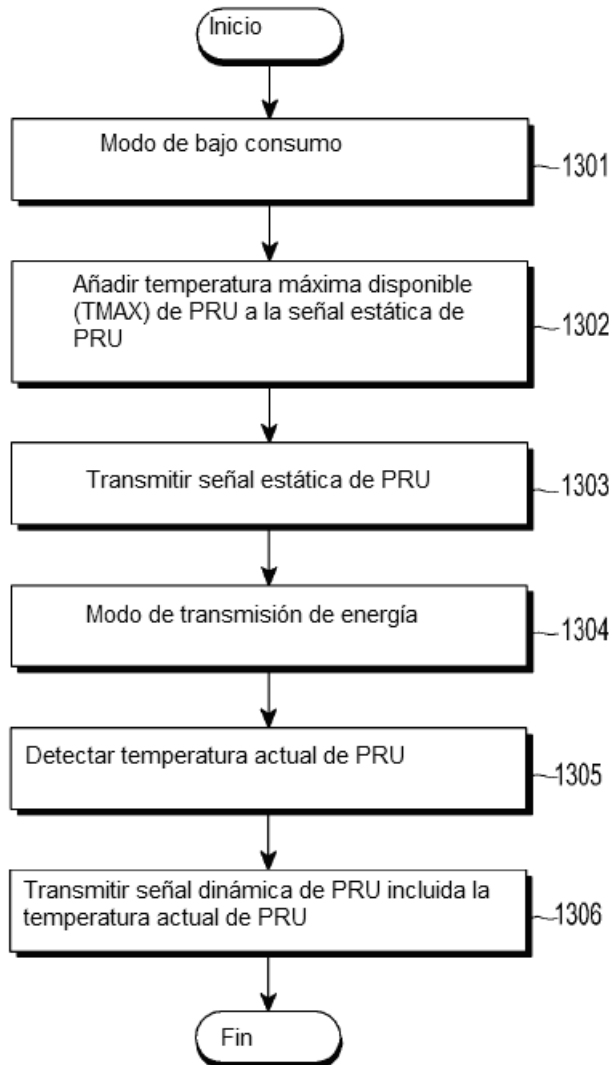 Inicio
Modo de bajo consumo
1301
Añadir temperatura máxima disponible
(TMAX) de PRU a la señal estática de
PRU
1302
Transmitir señal estática de PRU
1303
Modo de transmisión de energía
1304
Detectar temperatura actual de PRU
1305
Transmitir señal dinámica de PRU incluida la
temperatura actual de PRU
1306
Fin